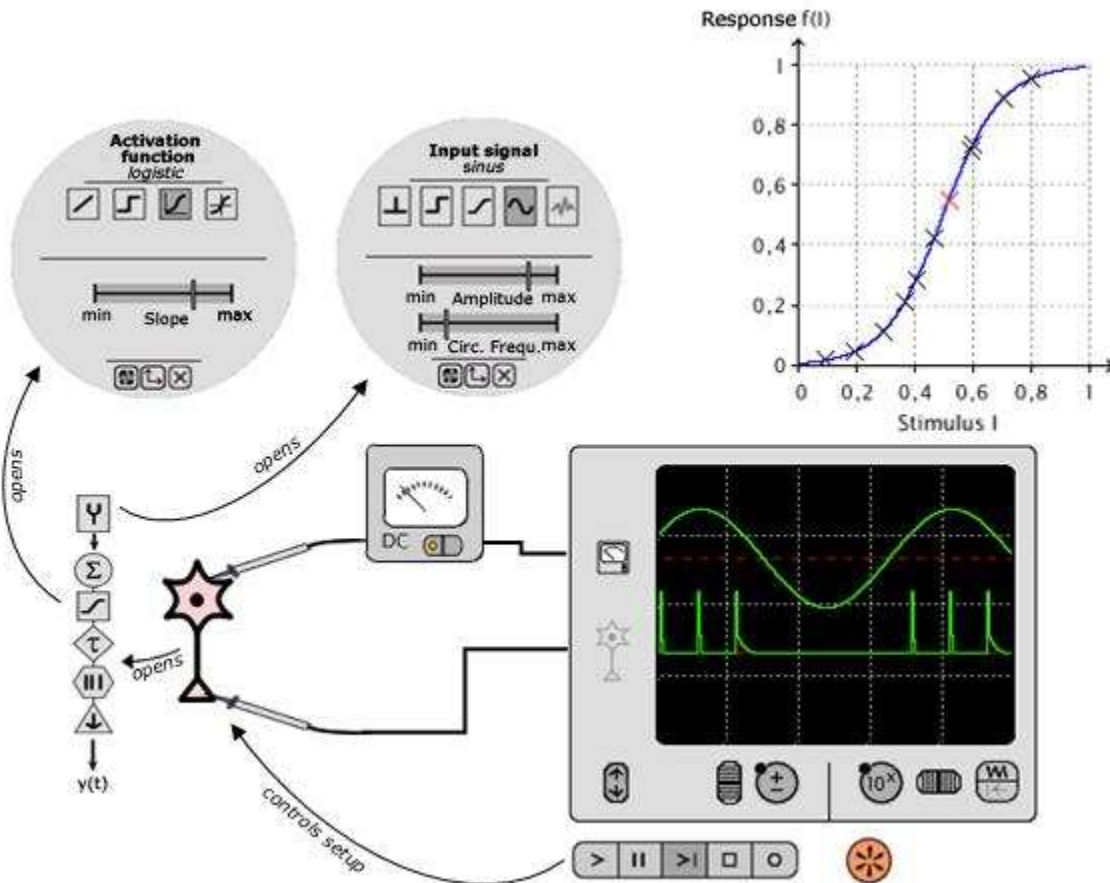 Response f(I)
I
0,8
0,6
0,4
0,2
0
0 0,2 0,4 0,6 0,8 I
Stimulus I
Activation
function
logistic
min Slope max
Input signal
sinus
min Amplitude max
min Circ. Frequ. max
opens
opens
opens
Σ
τ
y(t)
DC
controls setup
+
−
10x